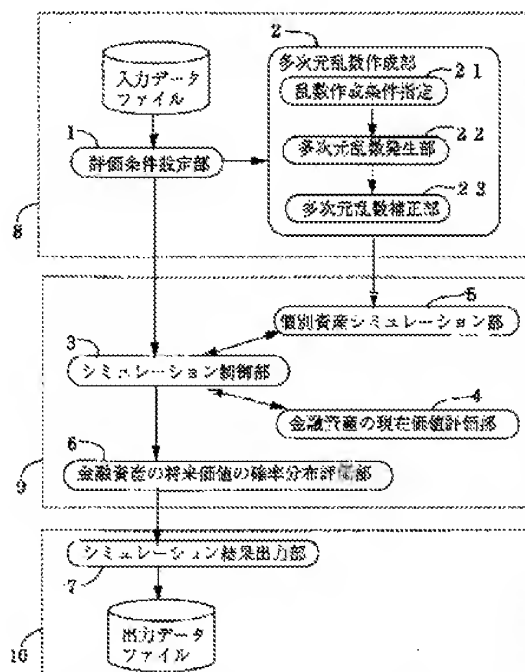 2
多次元乱数作成部
入力データ
ファイル
21
乱数作成条件指定
1
評価条件設定部
22
多次元乱数発生部
23
多次元乱数補正部
8
5
個別資産シミュレーション部
3
シミュレーション制御部
4
金融資産の現在価値評価部
6
金融資産の将来価値の確率分布評価部
9
シミュレーション結果出力部
7
出力データ
ファイル
10